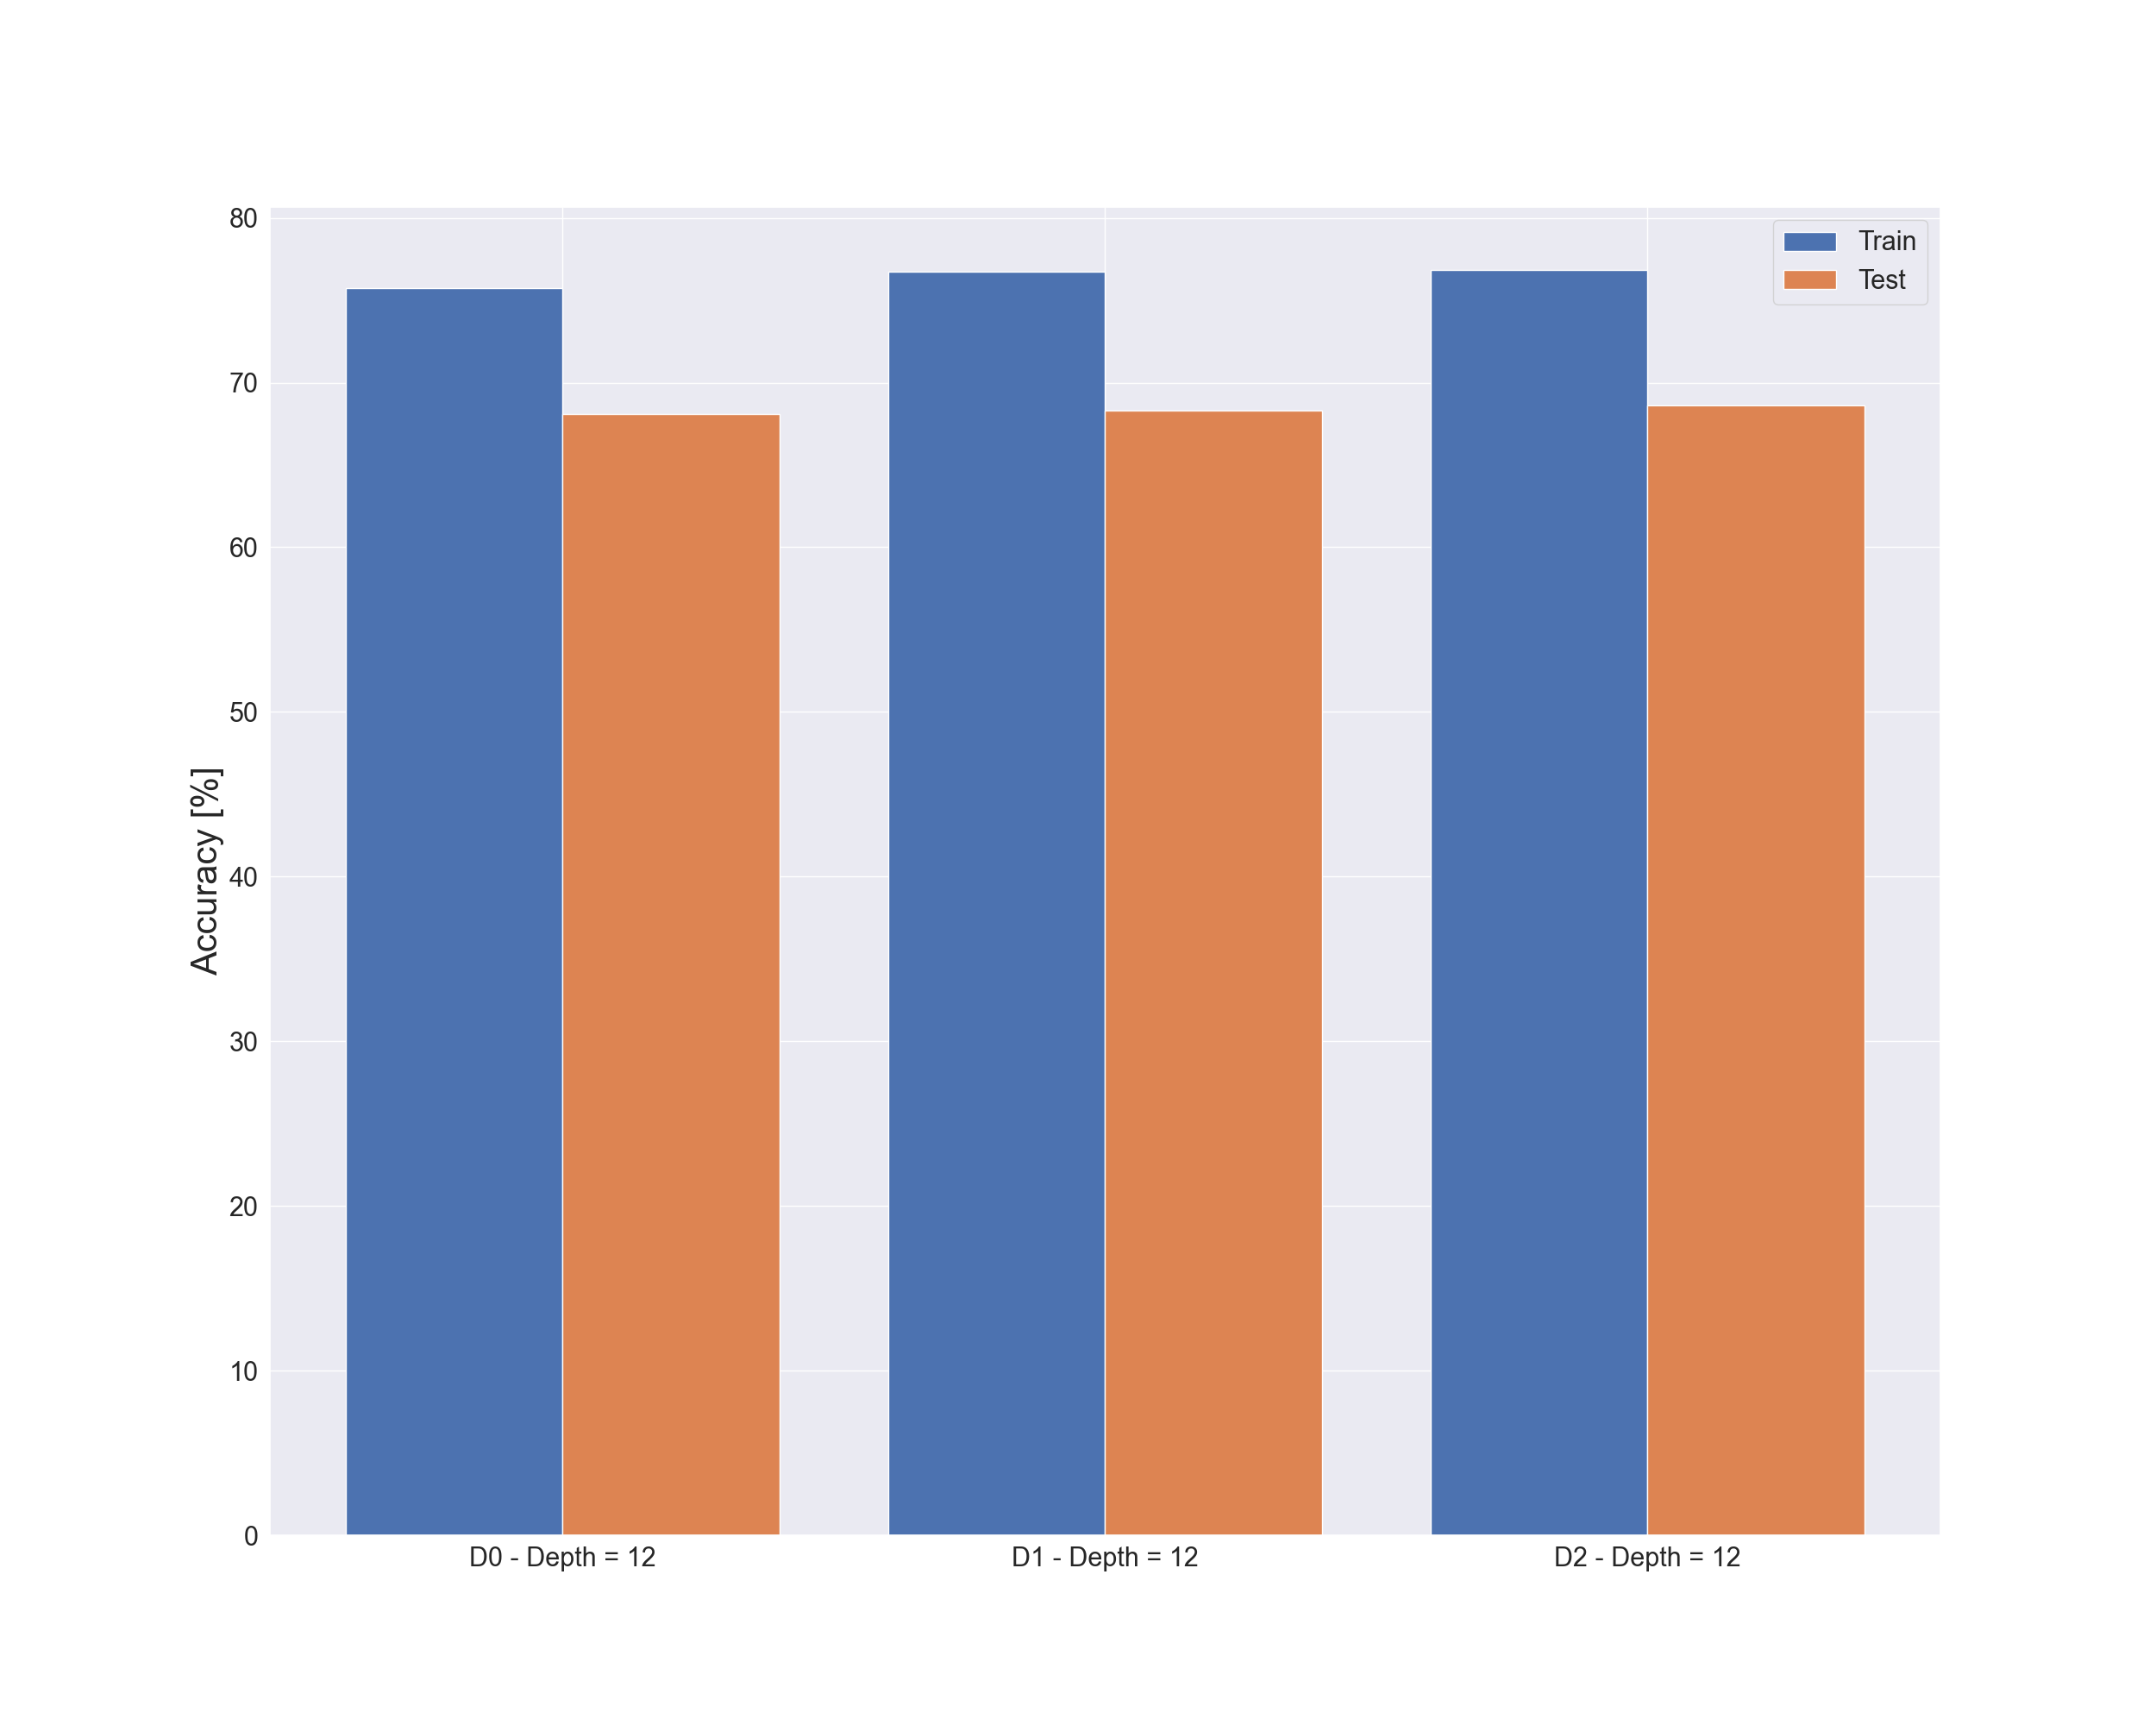 80
70
60
50
40
30
20
10
0
Accuracy [%]
Train
Test
D0 - Depth = 12
D1 - Depth = 12
D2 - Depth = 12